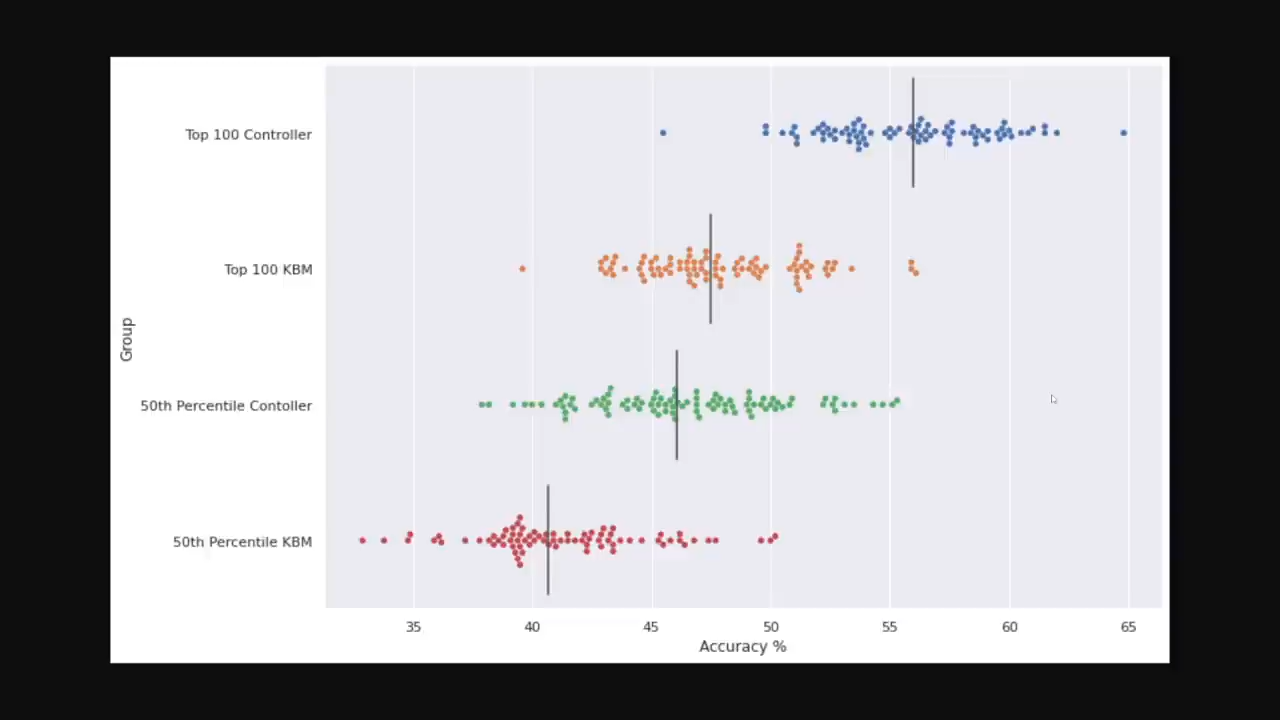 Top 100 Controller
Top 100 KBM
Group
50th Percentile Contoller
50th Percentile KBM
35 40 45 50 55 60 65
Accuracy %